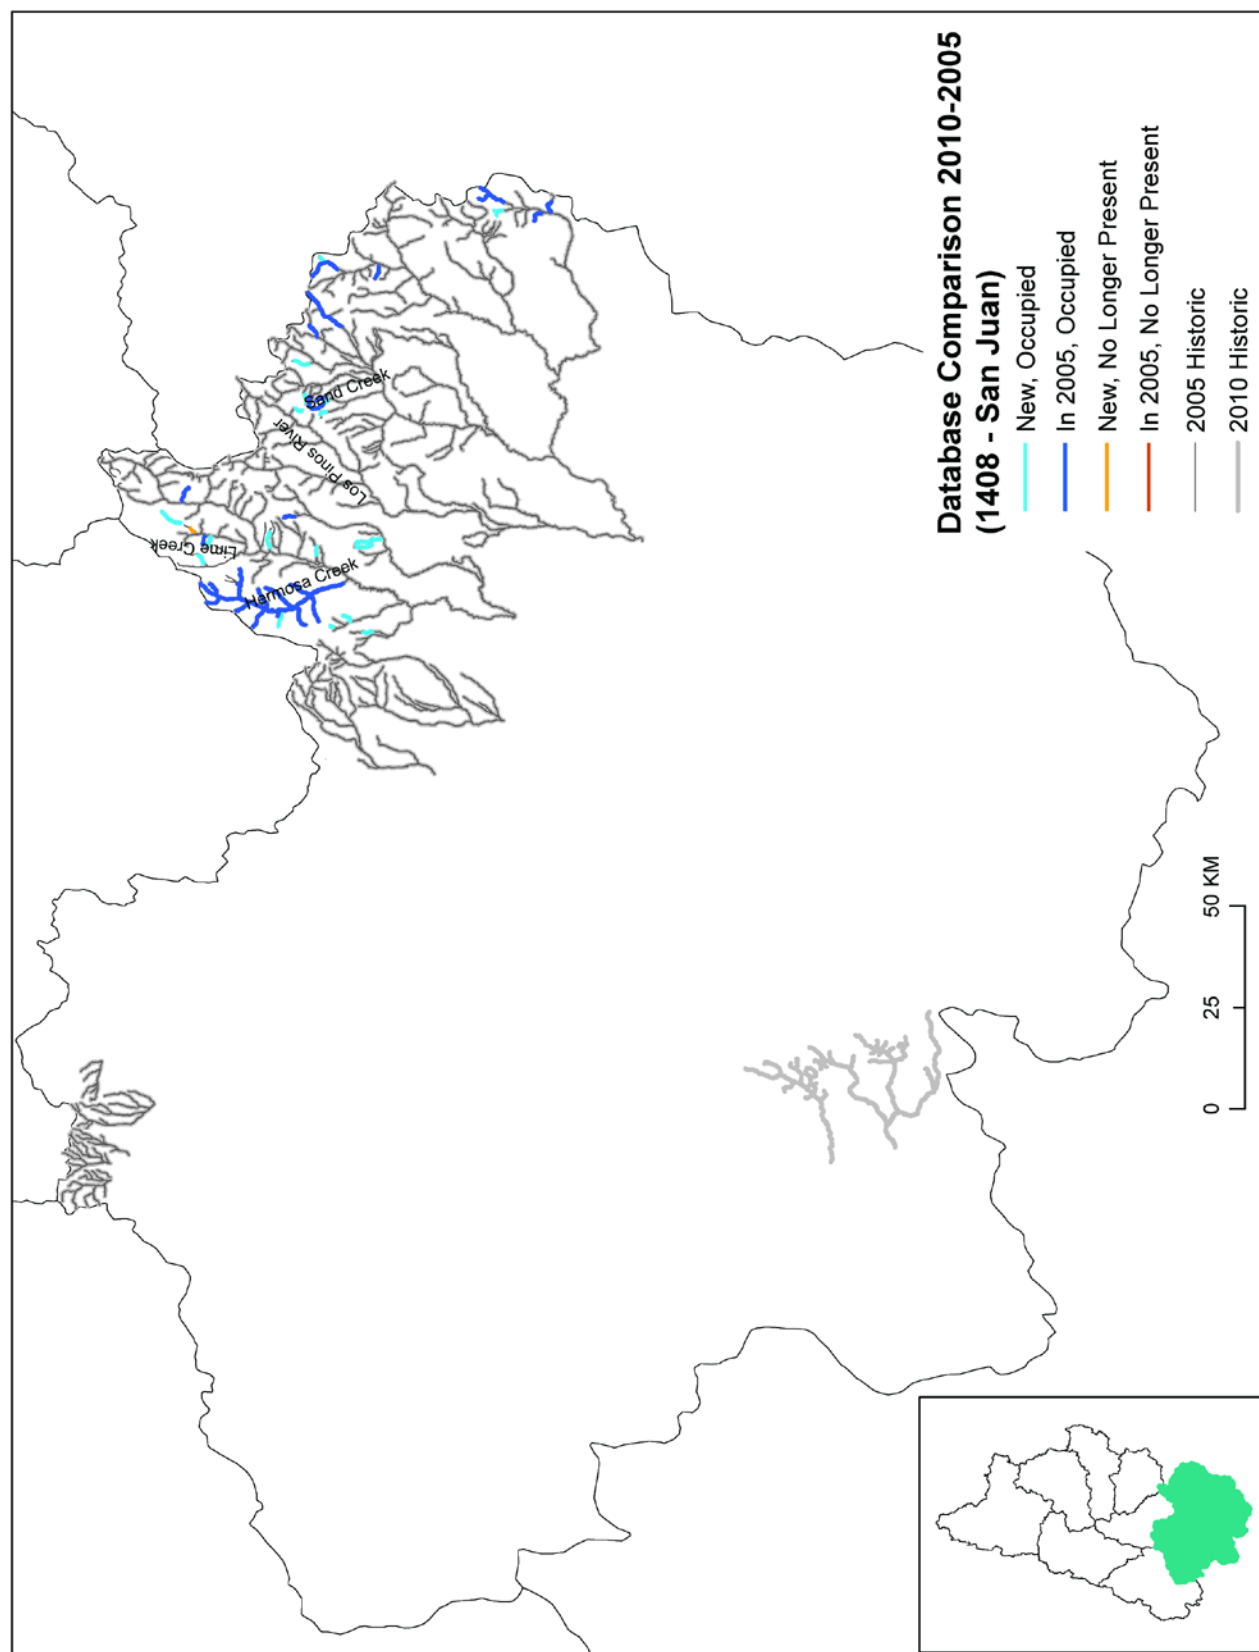 Database Comparison 2010-2005
(1408 - San Juan)
New, Occupied
In 2005, Occupied
New, No Longer Present
In 2005, No Longer Present
2005 Historic
2010 Historic
Lime Creek
Hermosa Creek
Los Pinos River
Sand Creek
0 25 50 KM